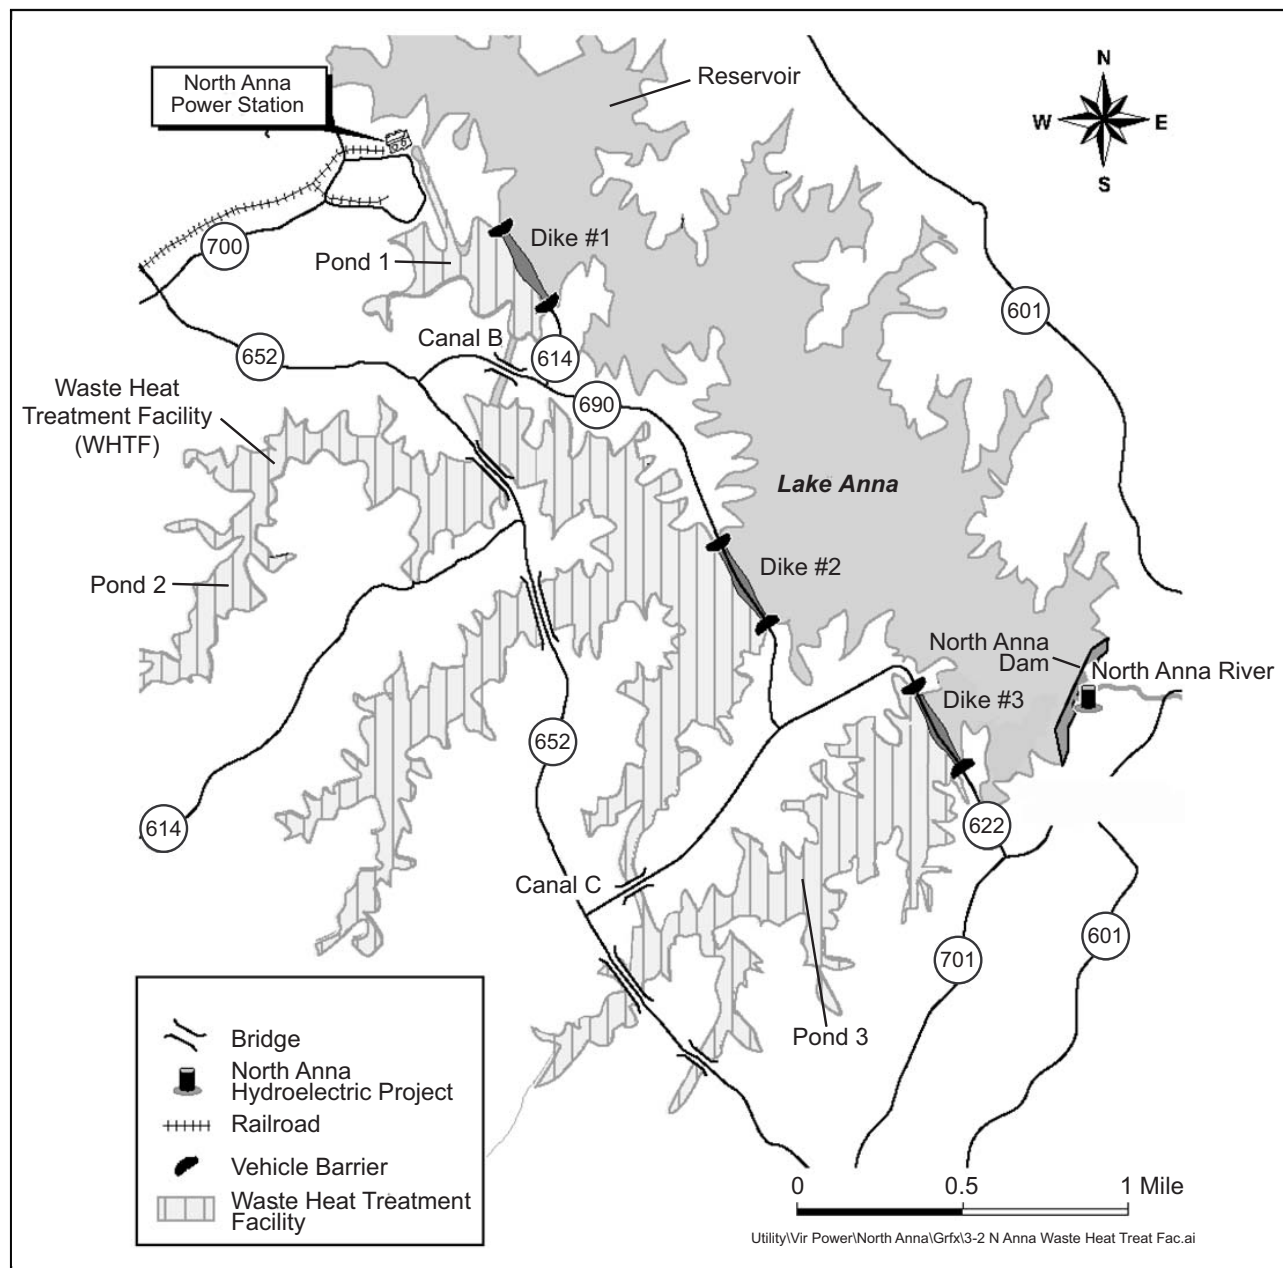 Reservoir
North Anna
Power Station
N
W
E
S
Dike #1
700
Pond 1
601
Canal B
652
614
Waste Heat
Treatment Facility
(WHTF)
690
Lake Anna
Dike #2
Pond 2
North Anna
Dam
North Anna River
Dike #3
652
614
622
Canal C
601
701
Pond 3
Bridge
North Anna
Hydroelectric Project
Railroad
Vehicle Barrier
Waste Heat Treatment
Facility
0
0.5
1 Mile
Utility\Vir Power\North Anna\Grfx\3-2 N Anna Waste Heat Treat Fac.ai